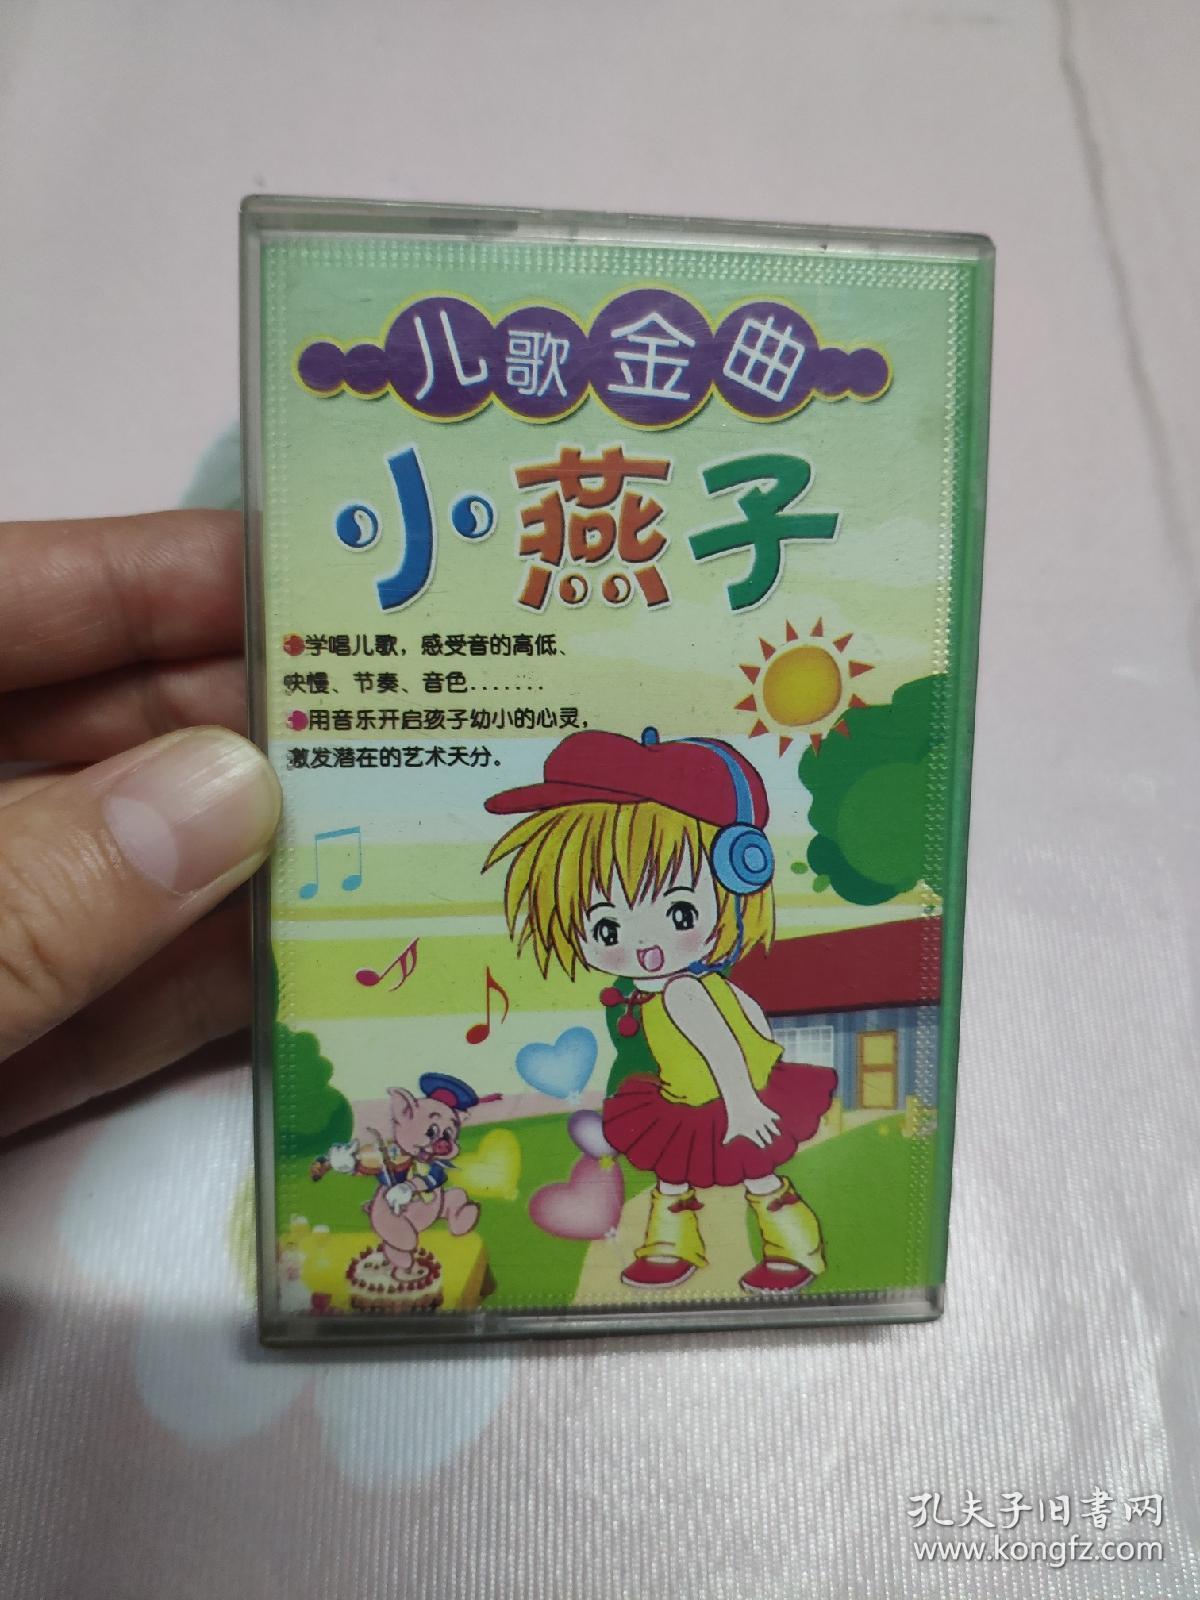 儿歌金曲
小燕子
学唱儿歌，感受音的高低、
快慢、节奏、音色.......
用音乐开启孩子幼小的心灵，
激发潜在的艺术天分。
孔夫子旧書网
www.kongfz.com